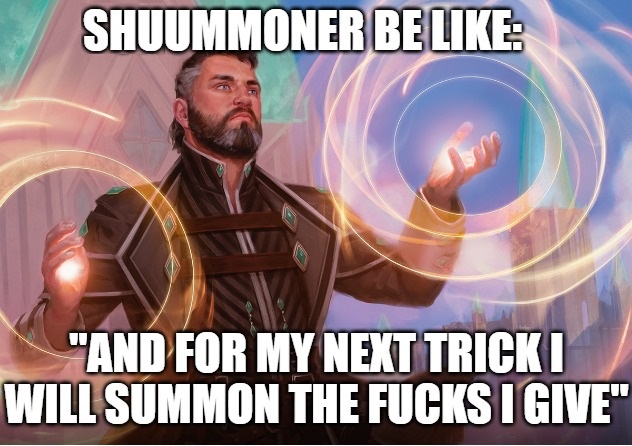 SHUUMMONER BE LIKE:
"AND FOR MY NEXT TRICK I
WILL SUMMON THE FUCKS I GIVE"